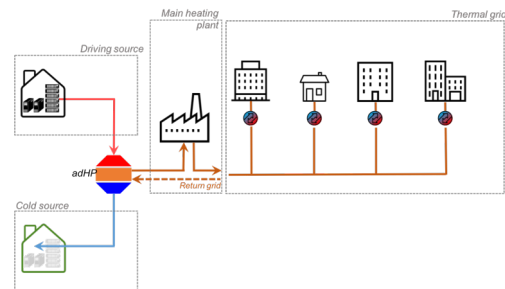 Main heating
plant
Thermal grid
Driving source
adHP
Return grid
Cold source